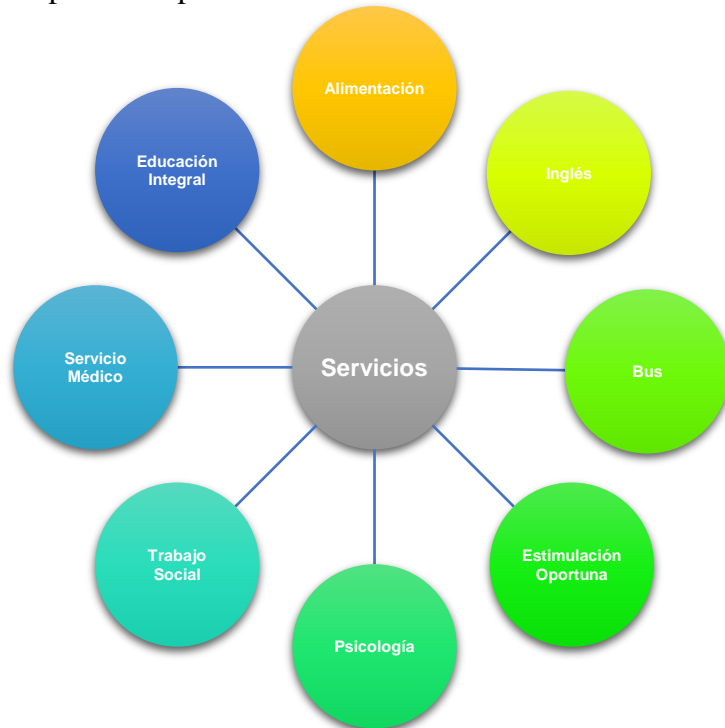 Alimentación
Educación
Integral
Inglés
Servicio
Médico
Servicios
Bus
Trabajo
Social
Estimulación
Oportuna
Psicología